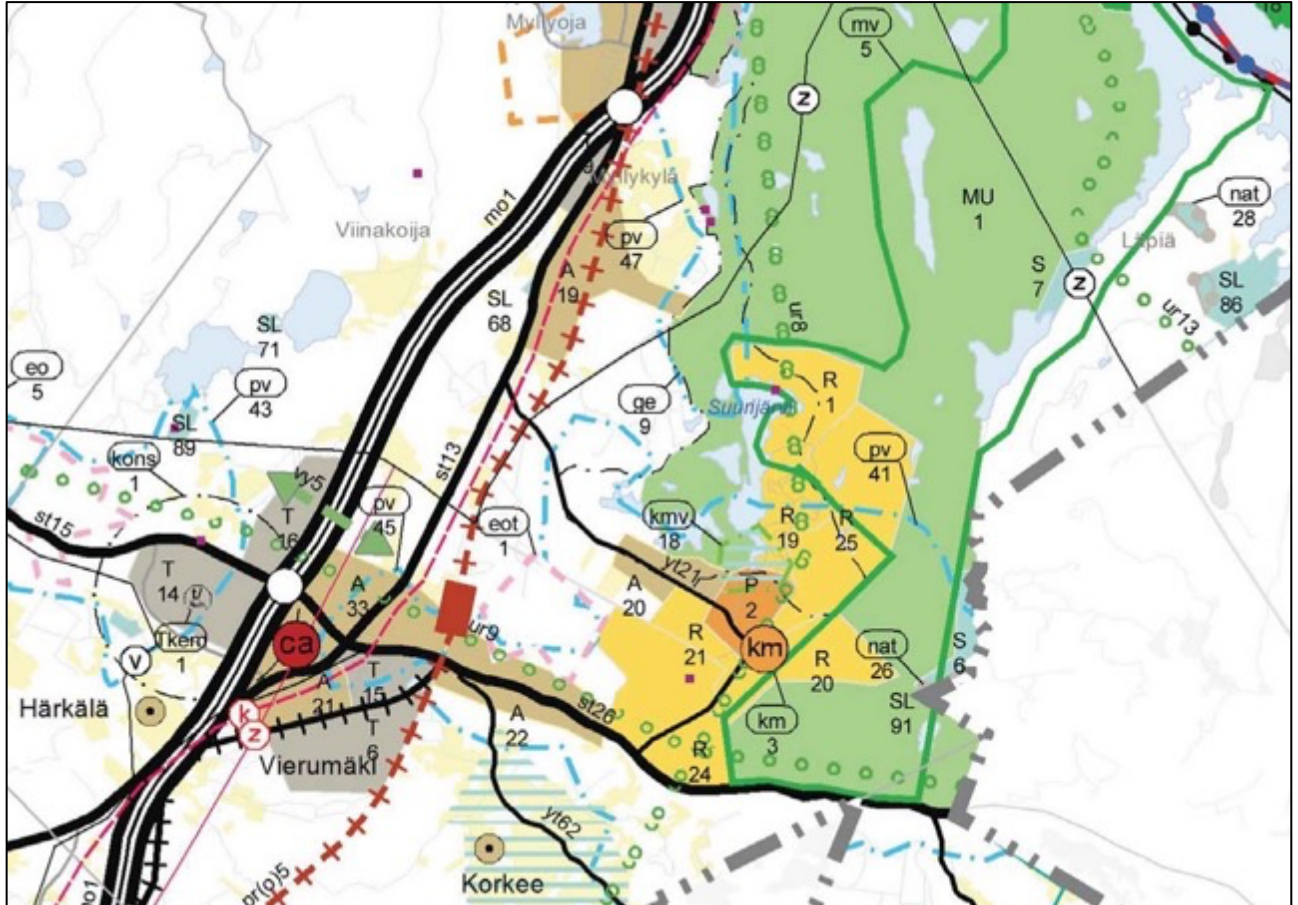 Myllyoja
mv
5
z
18
mo1
Myllykylä
Viinakoija
pv
47
MU
1
nat
28
Läpiä
S
7
z
SL
86
A
19
SL
68
ur8
ur13
SL
71
eo
5
pv
43
R
1
ge
9
Suurijärvi
SL
89
kons
1
st13
pv
41
vy5
pv
45
eot
1
kmv
18
R
19
R
25
st15
T
16
yt21
T
14
A
33
A
20
P
2
Tkem
1
ur9
ca
km
R
21
nat
26
S
6
v
R
20
T
15
A
21
st26
SL
91
Härkälä
k
z
A
22
km
3
T
6
Vierumäki
R
24
yt62
Korkee
pr(o)5
mo1